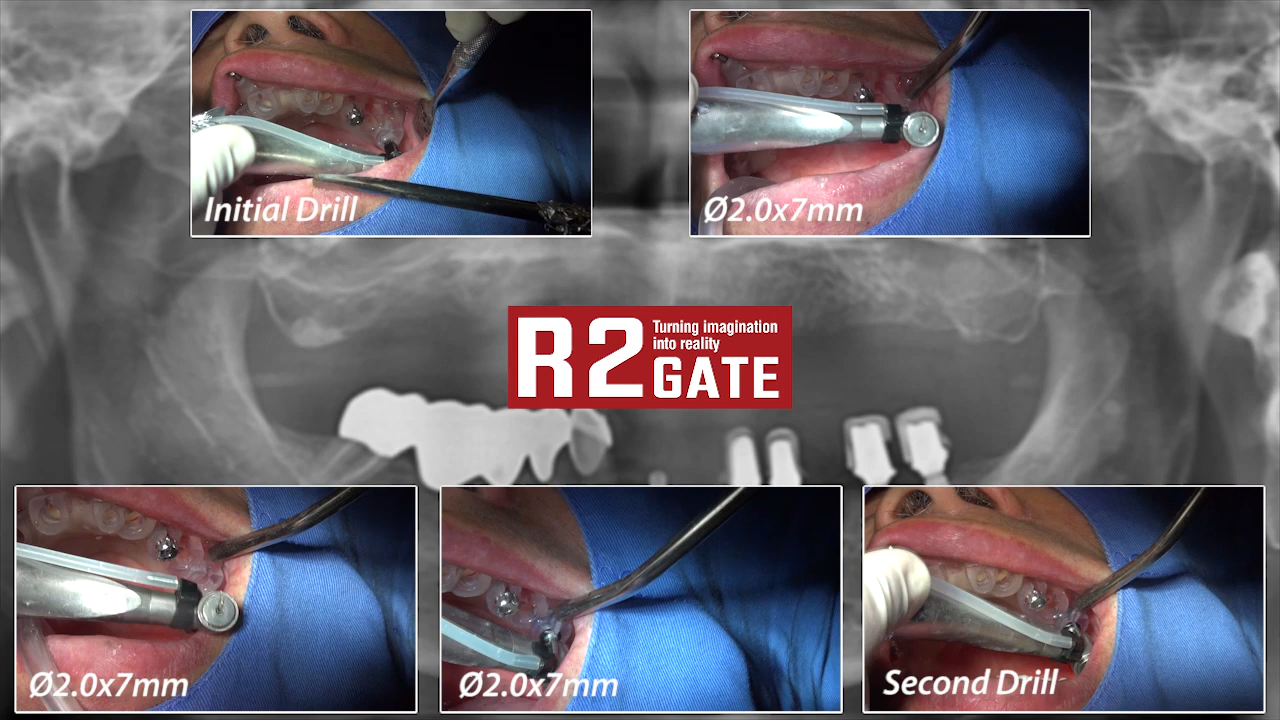 Initial Drill
Ø2.0x7mm
R2
Turning imagination
into reality
GATE
Ø2.0x7mm
Ø2.0x7mm
Second Drill